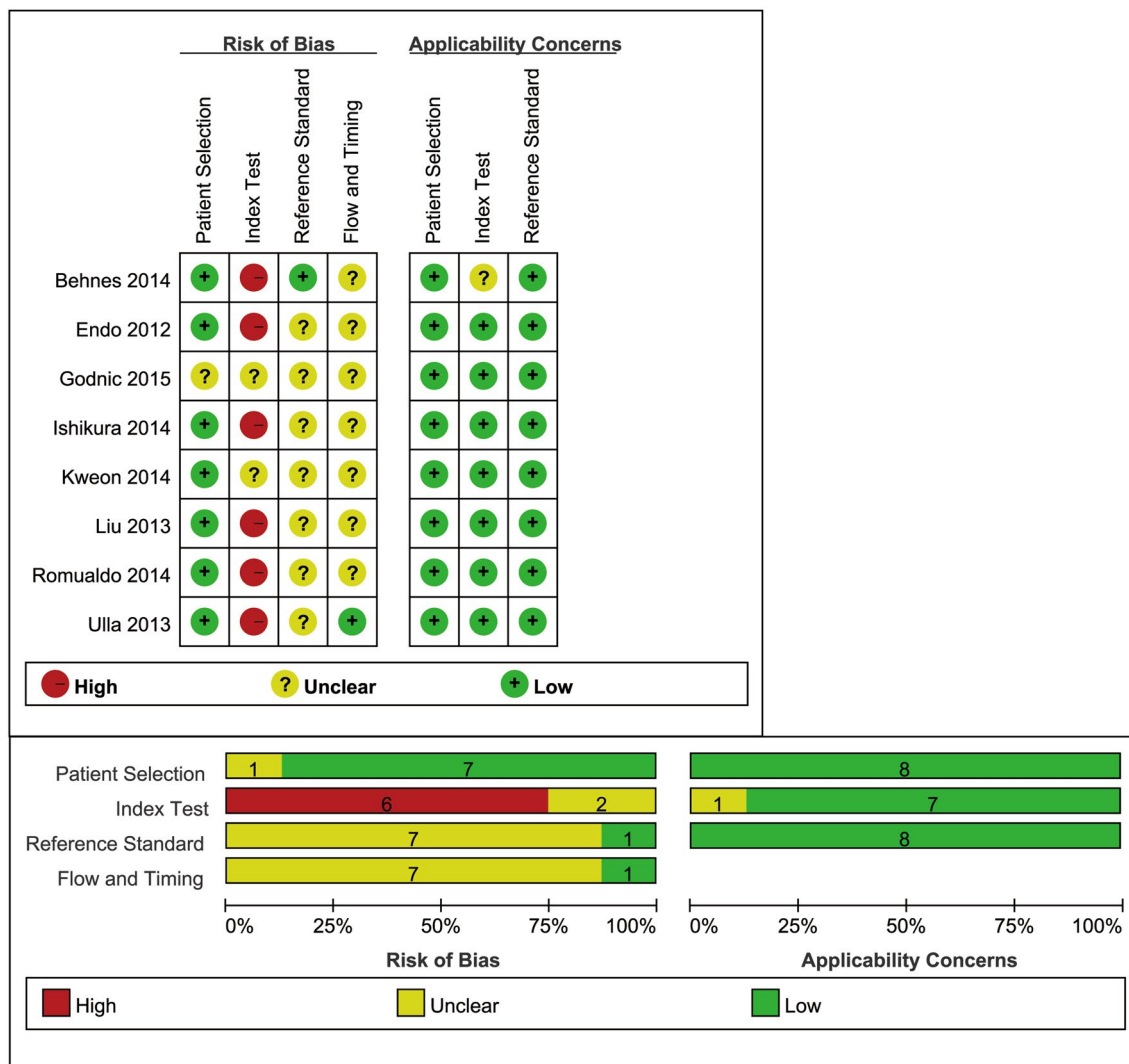 Risk of Bias Applicability Concerns
Patient Selection Index Test Reference Standard Flow and Timing Patient Selection Index Test Reference Standard
Behnes 2014 + – + ? + ? +
Endo 2012 + – ? ? + + +
Godnic 2015 ? ? ? ? + + +
Ishikura 2014 + – ? ? + + +
Kweon 2014 + ? ? ? + + +
Liu 2013 + – ? ? + + +
Romualdo 2014 + – ? ? + + +
Ulla 2013 + – ? + + + +
– High ? Unclear + Low
Patient Selection 1 7 8
Index Test 6 2 1 7
Reference Standard 7 1 8
Flow and Timing 7 1
0% 25% 50% 75% 100% 0% 25% 50% 75% 100%
Risk of Bias Applicability Concerns
High Unclear Low